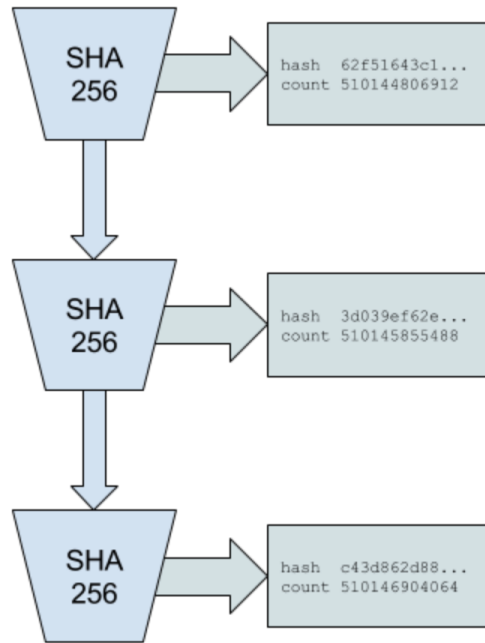 SHA
256
hash 62f51643c1...
count 510144806912
SHA
256
hash 3d039ef62e...
count 510145855488
SHA
256
hash c43d862d88...
count 510146904064